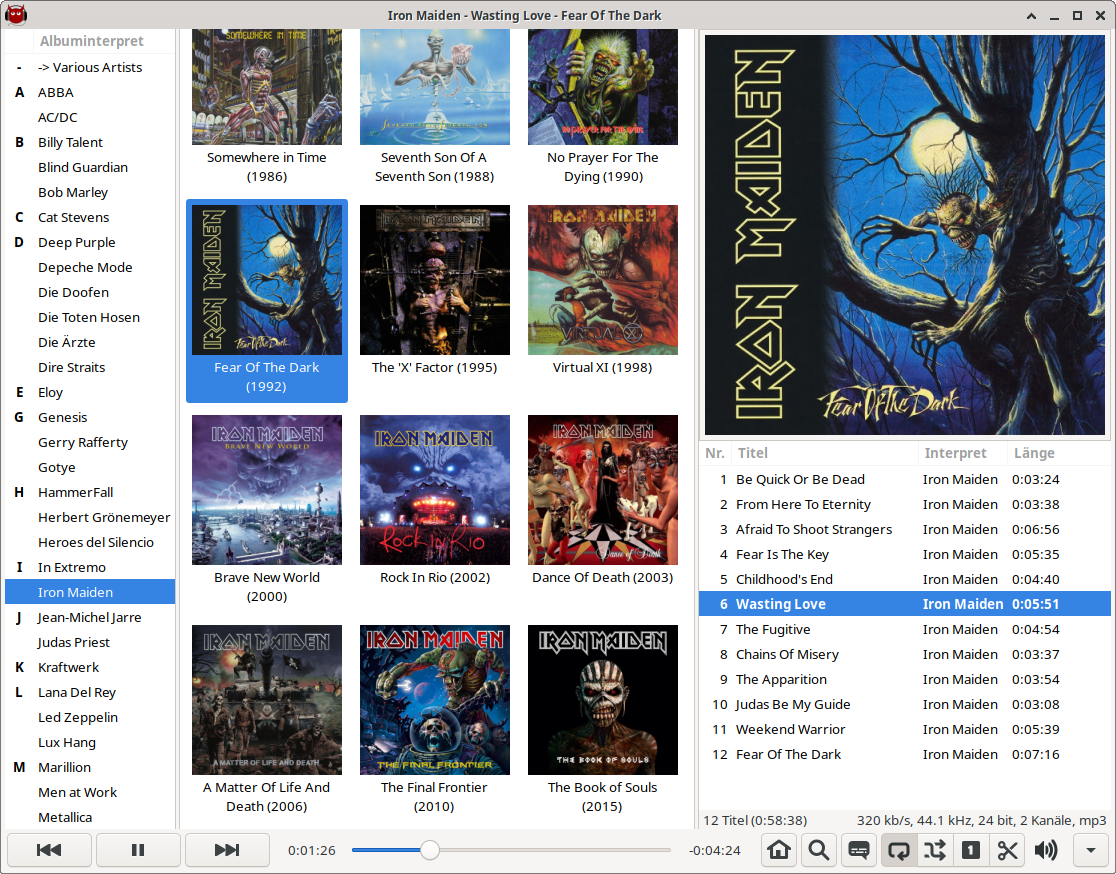 Iron Maiden - Wasting Love - Fear Of The Dark
Albuminterpret
- -> Various Artists
A ABBA
AC/DC
B Billy Talent
Blind Guardian
Bob Marley
C Cat Stevens
D Deep Purple
Depeche Mode
Die Doofen
Die Toten Hosen
Die Ärzte
Dire Straits
E Eloy
G Genesis
Gerry Rafferty
Gotye
H HammerFall
Herbert Grönemeyer
Heroes del Silencio
I In Extremo
Iron Maiden
J Jean-Michel Jarre
Judas Priest
K Kraftwerk
L Lana Del Rey
Led Zeppelin
Lux Hang
M Marillion
Men at Work
Metallica
SOMEWHERE IN TIME
Somewhere in Time
(1986)
SEVENTH SON OF A SEVENTH SON
Seventh Son Of A
Seventh Son (1988)
NO PRAYER FOR THE DYING
No Prayer For The
Dying (1990)
IRON MAIDEN
Fear Of The Dark
Fear Of The Dark
(1992)
IRON MAIDEN
The 'X' Factor (1995)
IRON MAIDEN
VIRTUAL XI
Virtual XI (1998)
IRON MAIDEN
BRAVE NEW WORLD
Brave New World
(2000)
IRON MAIDEN
ROCK IN RIO
Rock In Rio (2002)
IRON MAIDEN
Dance of Death
Dance Of Death (2003)
IRON MAIDEN
A MATTER OF LIFE AND DEATH
A Matter Of Life And
Death (2006)
IRON MAIDEN
THE FINAL FRONTIER
The Final Frontier
(2010)
IRON MAIDEN
THE BOOK OF SOULS
The Book of Souls
(2015)
IRON MAIDEN
Fear Of The Dark
Nr. Titel Interpret Länge
1 Be Quick Or Be Dead Iron Maiden 0:03:24
2 From Here To Eternity Iron Maiden 0:03:38
3 Afraid To Shoot Strangers Iron Maiden 0:06:56
4 Fear Is The Key Iron Maiden 0:05:35
5 Childhood's End Iron Maiden 0:04:40
6 Wasting Love Iron Maiden 0:05:51
7 The Fugitive Iron Maiden 0:04:54
8 Chains Of Misery Iron Maiden 0:03:37
9 The Apparition Iron Maiden 0:03:54
10 Judas Be My Guide Iron Maiden 0:03:08
11 Weekend Warrior Iron Maiden 0:05:39
12 Fear Of The Dark Iron Maiden 0:07:16
12 Titel (0:58:38) 320 kb/s, 44.1 kHz, 24 bit, 2 Kanäle, mp3
0:01:26 -0:04:24 1